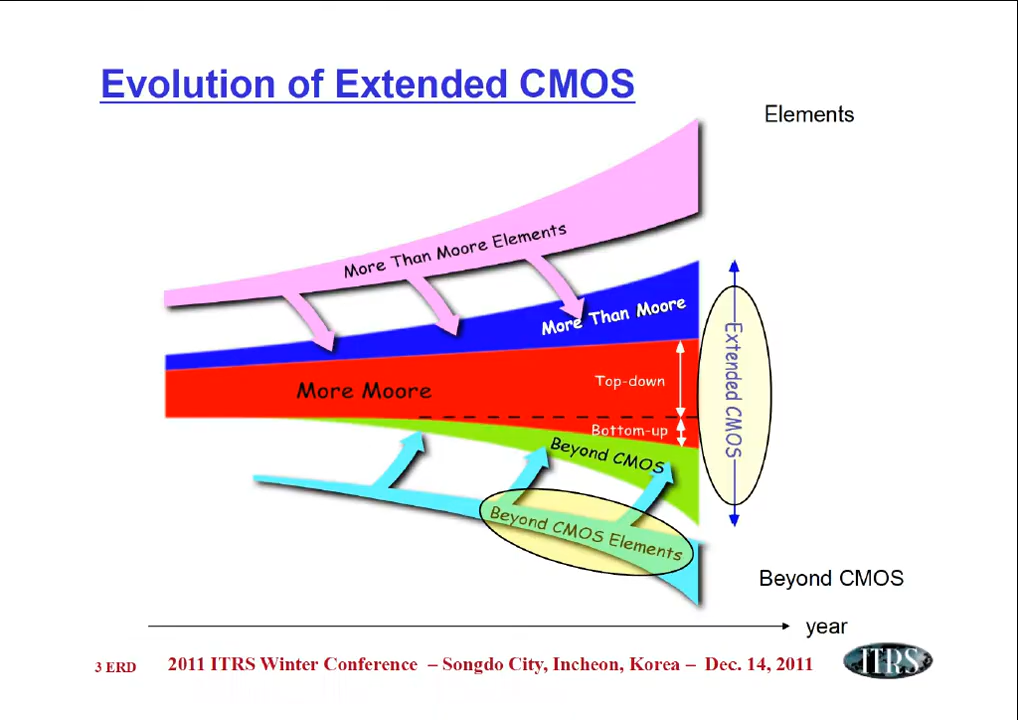 Evolution of Extended CMOS
Elements
More Than Moore Elements
More Than Moore
Extended CMOS
More Moore
Top-down
Bottom-up
Beyond CMOS
Beyond CMOS Elements
Beyond CMOS
year
3 ERD
2011 ITRS Winter Conference – Songdo City, Incheon, Korea – Dec. 14, 2011
ITRS